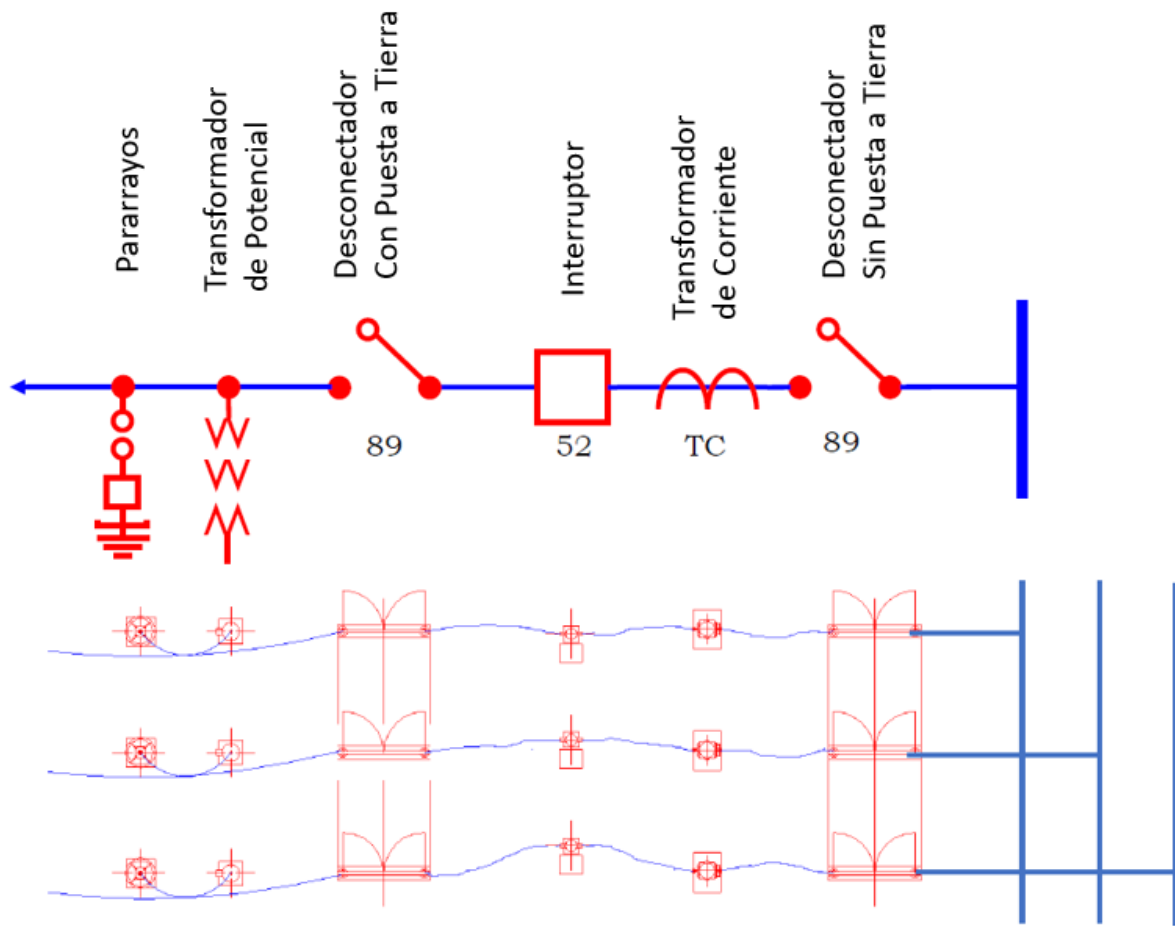 Pararrayos
Transformador
de Potencial
Desconectador
Con Puesta a Tierra
Interruptor
Transformador
de Corriente
Desconectador
Sin Puesta a Tierra
89
52
TC
89